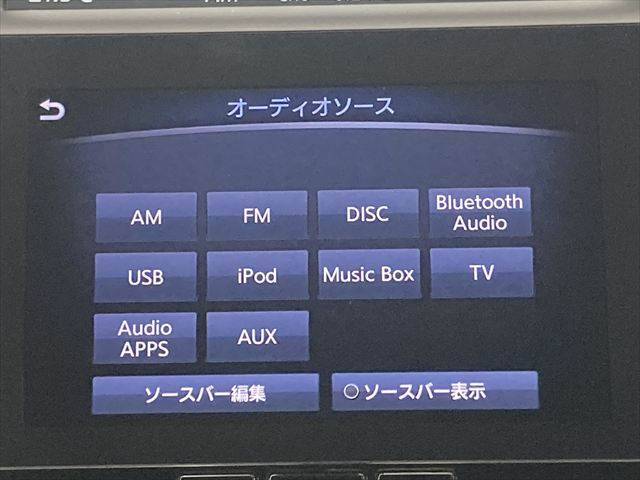 オーディオソース
AM
FM
DISC
Bluetooth
Audio
USB
iPod
Music Box
TV
Audio
APPS
AUX
ソースバー編集
ソースバー表示